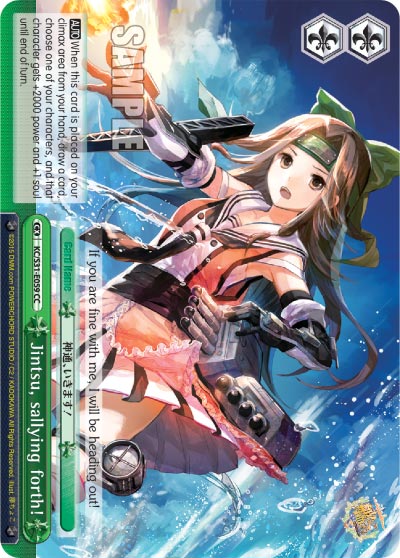 [AUTO] When this card is placed on your
climax area from your hand, draw a card,
choose one of your characters, and that
character gets +2000 power and +1 soul
until end of turn.
SAMPLE
If you are fine with me, I will be heading out!
Card Name
神通、いきます!
CX
KC/S31-E059 CC
Jintsu, sallying forth!
©2015 DMM.com POWERCHORD STUDIO / C2 / KADOKAWA All Rights Reserved.